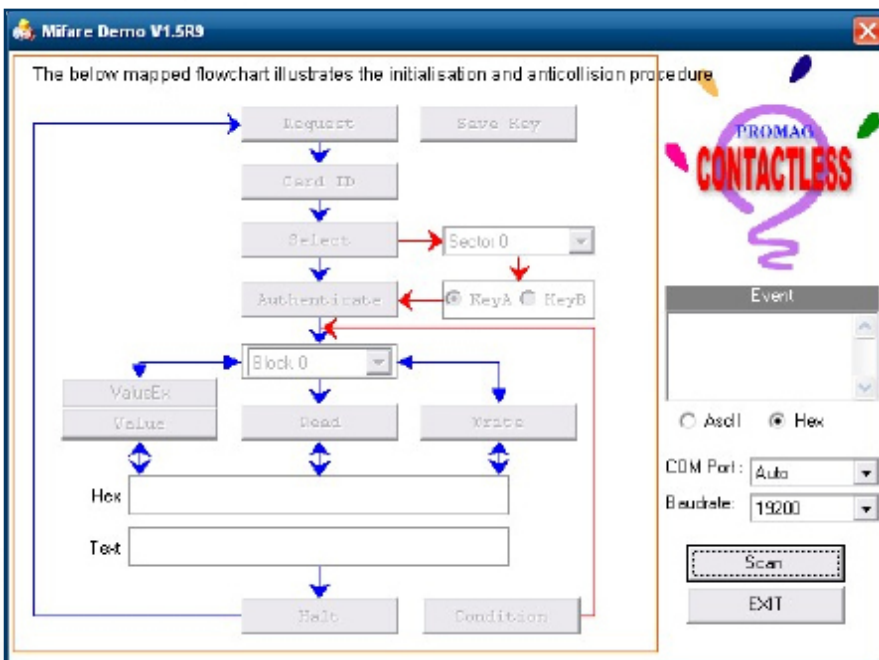 Mifare Demo V1.5R9
The below mapped flowchart illustrates the initialisation and anticollision procedure
Request
Save Key
Card ID
Select
Sector 0
Authenticate
KeyA
KeyB
Block 0
ValueEx
Value
Read
Write
Hex
Text
Halt
Condition
PROMAG
CONTACTLESS
Event
AscII
Hex
COM Port :
Auto
Baudrate:
19200
Scan
EXIT